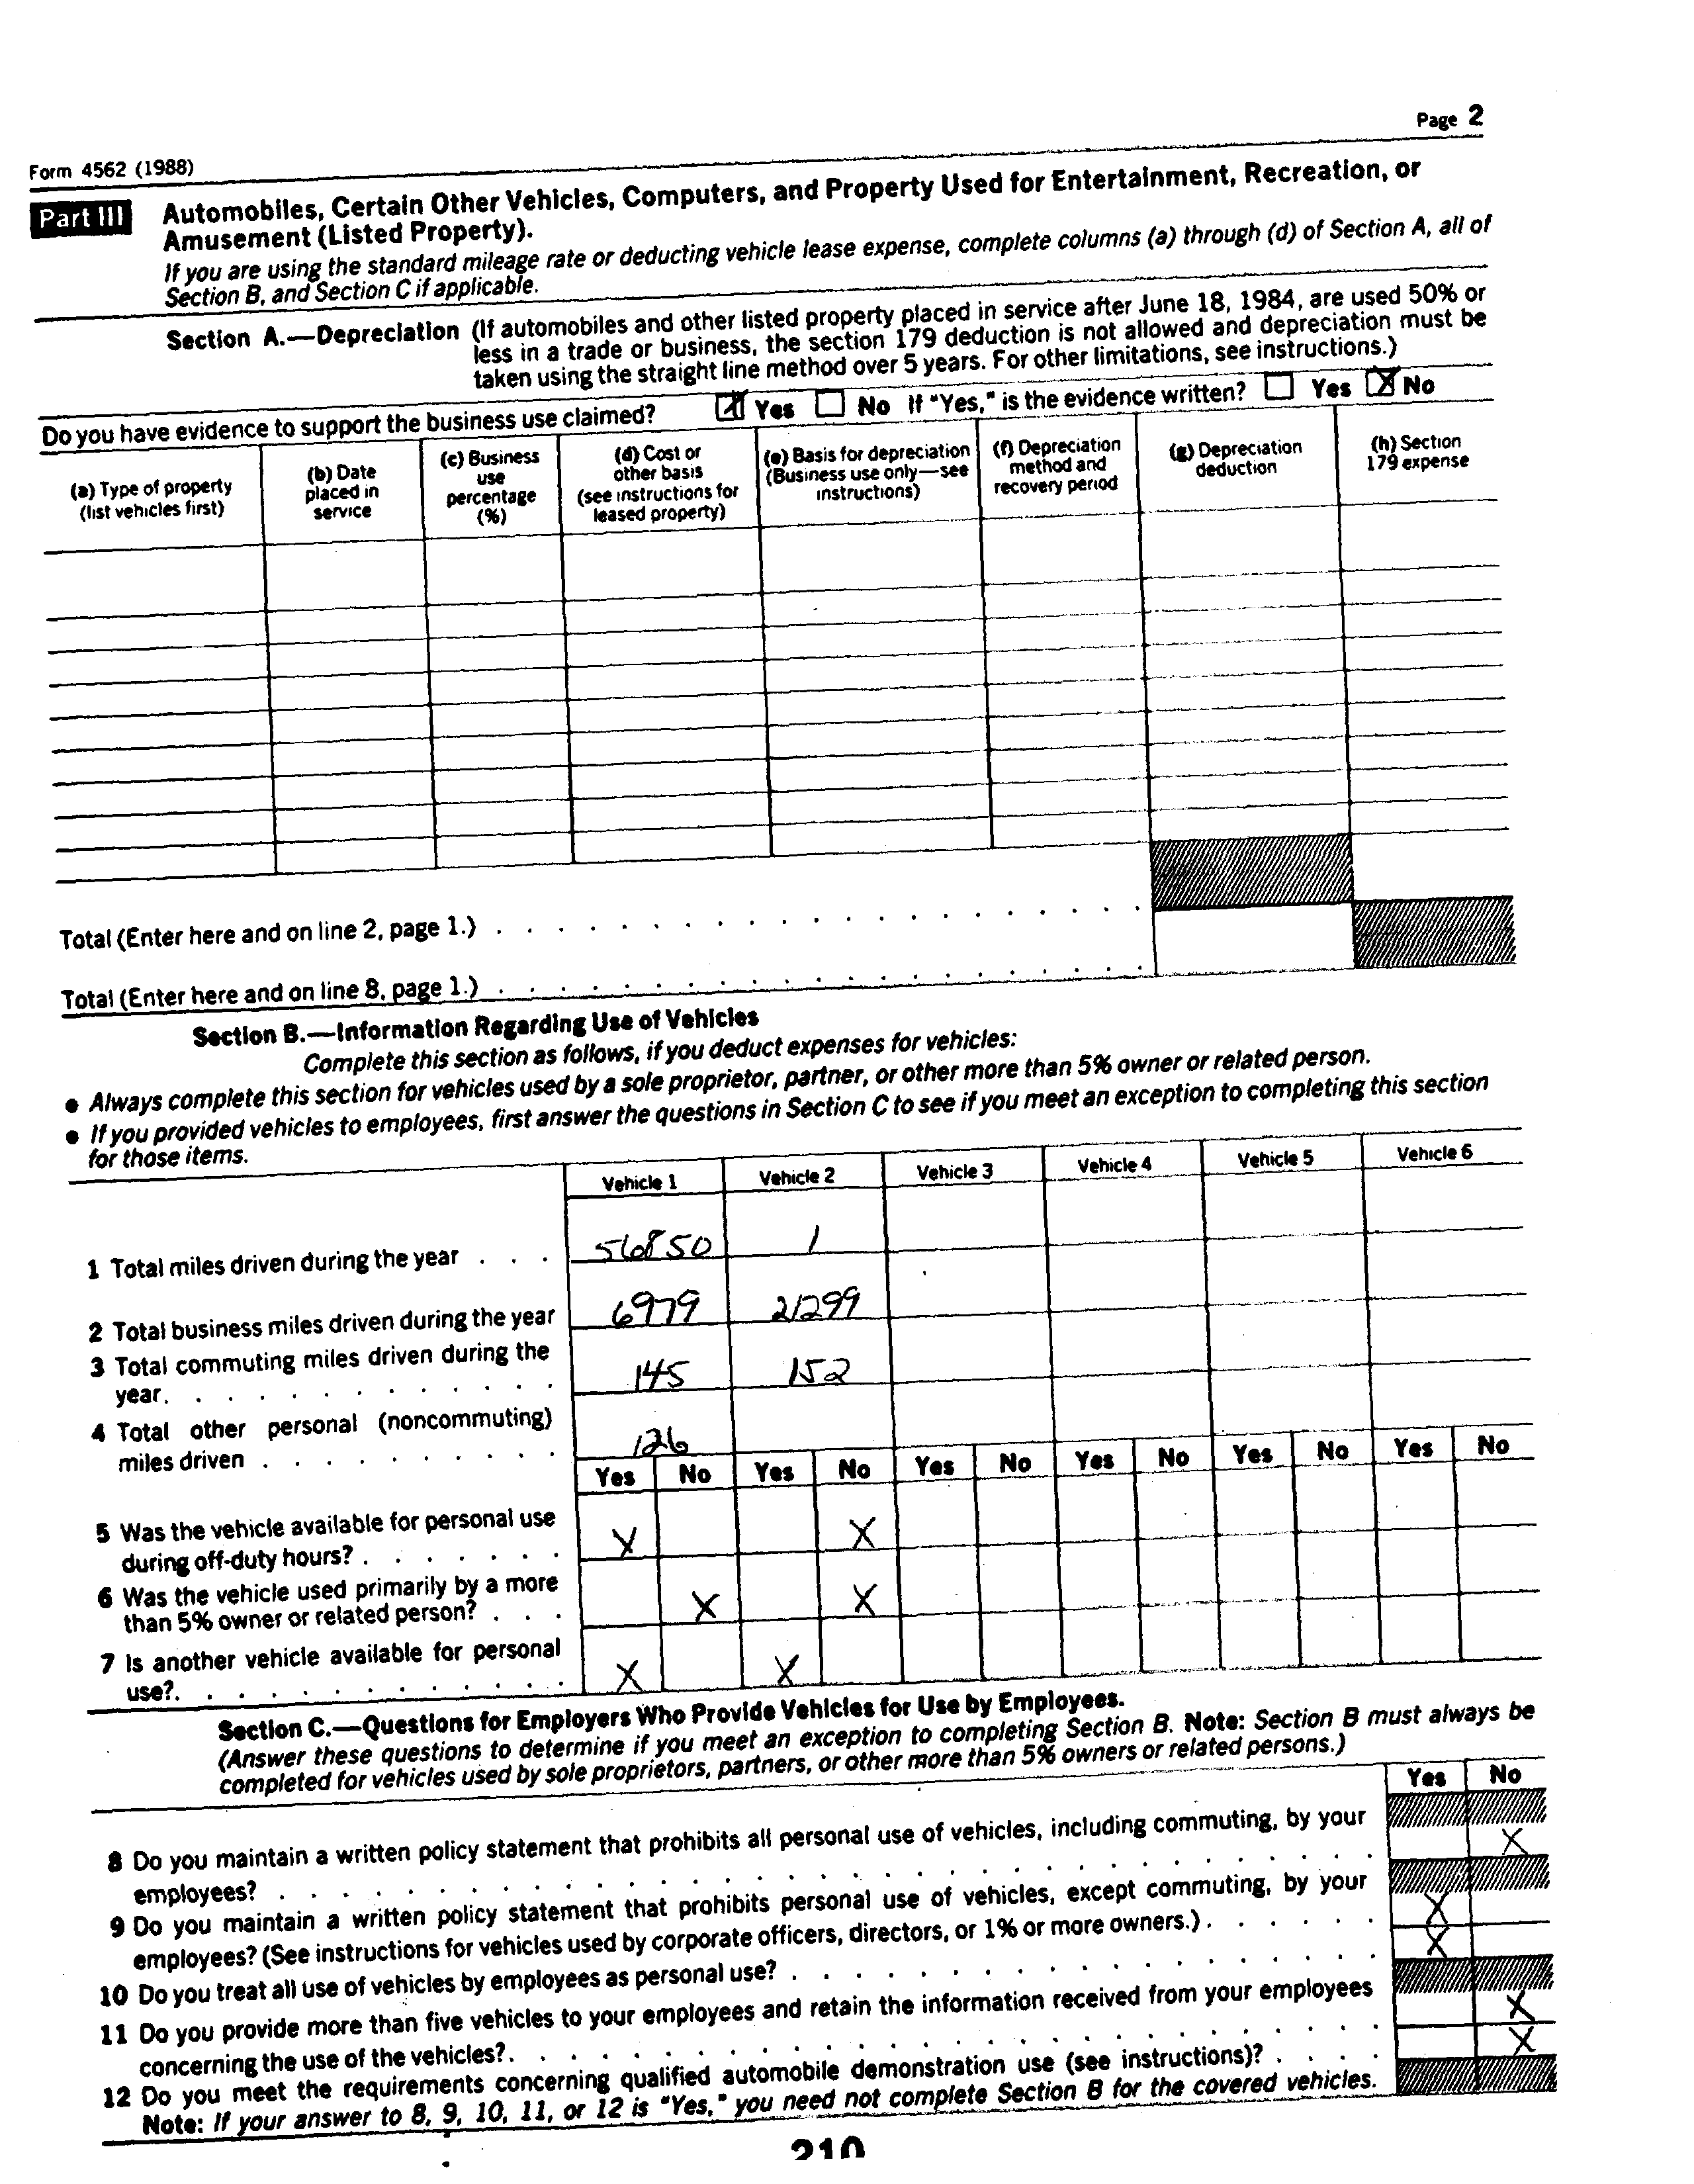 Page 2
Form 4562 (1988)
Part III Automobiles, Certain Other Vehicles, Computers, and Property Used for Entertainment, Recreation, or
Amusement (Listed Property).
If you are using the standard mileage rate or deducting vehicle lease expense, complete columns (a) through (d) of Section A, all of
Section B, and Section C if applicable.
Section A.—Depreciation (If automobiles and other listed property placed in service after June 18, 1984, are used 50% or
less in a trade or business, the section 179 deduction is not allowed and depreciation must be
taken using the straight line method over 5 years. For other limitations, see instructions.)
Do you have evidence to support the business use claimed? X Yes No If "Yes," is the evidence written? Yes X No
(a) Type of property
(list vehicles first)
(b) Date
placed in
service
(c) Business
use
percentage
(%)
(d) Cost or
other basis
(see instructions for
leased property)
(e) Basis for depreciation
(Business use only—see
instructions)
(f) Depreciation
method and
recovery period
(g) Depreciation
deduction
(h) Section
179 expense
Total (Enter here and on line 2, page 1.) . . . . . . . . . . . . . . . . . . . . .
Total (Enter here and on line 8, page 1.) . . . . . . . . . . . . . . . . . . . . .
Section B.—Information Regarding Use of Vehicles
Complete this section as follows, if you deduct expenses for vehicles:
● Always complete this section for vehicles used by a sole proprietor, partner, or other more than 5% owner or related person.
● If you provided vehicles to employees, first answer the questions in Section C to see if you meet an exception to completing this section
for those items.
Vehicle 1 Vehicle 2 Vehicle 3 Vehicle 4 Vehicle 5 Vehicle 6
1 Total miles driven during the year . . . 56850 1
2 Total business miles driven during the year 6979 21299
3 Total commuting miles driven during the
year. . . . . . . . . . . . . 145 152
4 Total other personal (noncommuting)
miles driven . . . . . . . . . . 126
Yes No Yes No Yes No Yes No Yes No Yes No
5 Was the vehicle available for personal use
during off-duty hours? . . . . . . . X X
6 Was the vehicle used primarily by a more
than 5% owner or related person? . . . X X
7 Is another vehicle available for personal
use?. . . . . . . . . . . . . X X
Section C.—Questions for Employers Who Provide Vehicles for Use by Employees.
(Answer these questions to determine if you meet an exception to completing Section B. Note: Section B must always be
completed for vehicles used by sole proprietors, partners, or other more than 5% owners or related persons.)
Yes No
8 Do you maintain a written policy statement that prohibits all personal use of vehicles, including commuting, by your
employees? . . . . . . . . . . . . . . . . . . . . . . . . . . . . . . . . . . . . X
9 Do you maintain a written policy statement that prohibits personal use of vehicles, except commuting, by your
employees? (See instructions for vehicles used by corporate officers, directors, or 1% or more owners.) . . . . . . X
10 Do you treat all use of vehicles by employees as personal use? . . . . . . . . . . . . . . . . . . . X
11 Do you provide more than five vehicles to your employees and retain the information received from your employees
concerning the use of the vehicles?. . . . . . . . . . . . . . . . . . . . . . . . . . . . X
12 Do you meet the requirements concerning qualified automobile demonstration use (see instructions)? . . . . X
Note: If your answer to 8, 9, 10, 11, or 12 is "Yes," you need not complete Section B for the covered vehicles.
210